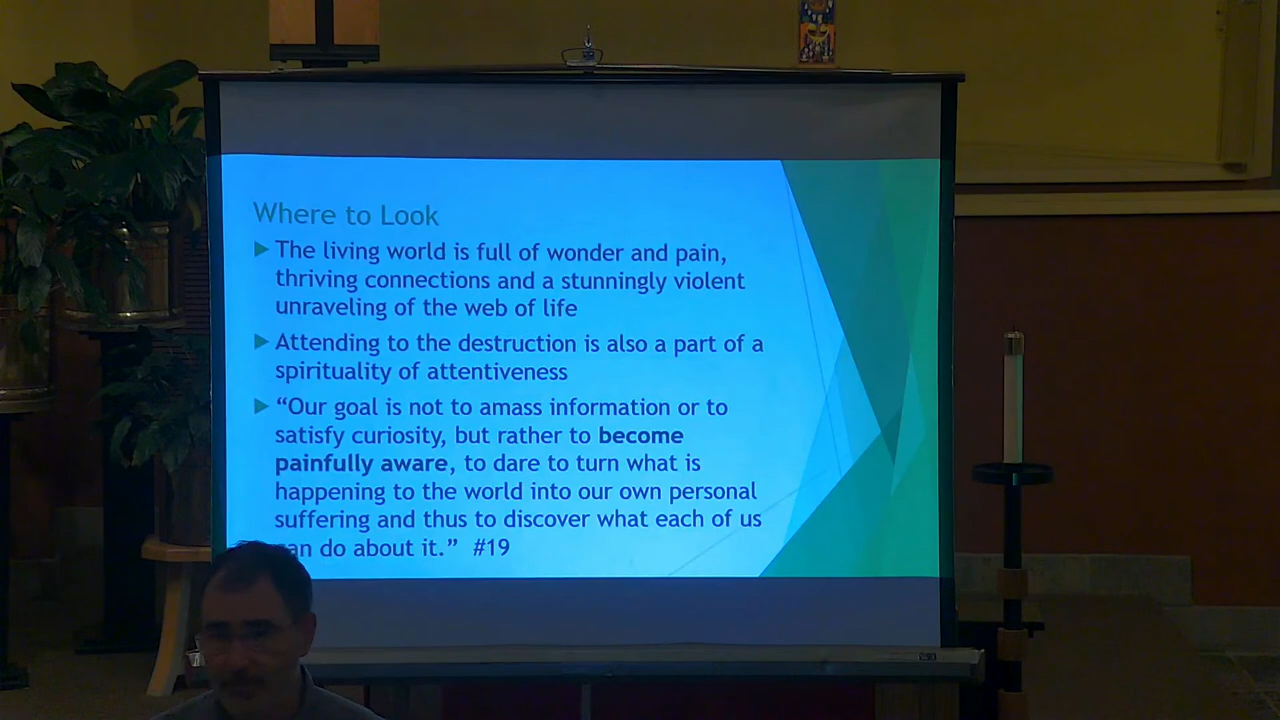 Where to Look
The living world is full of wonder and pain,
thriving connections and a stunningly violent
unraveling of the web of life
Attending to the destruction is also a part of a
spirituality of attentiveness
“Our goal is not to amass information or to
satisfy curiosity, but rather to become
painfully aware, to dare to turn what is
happening to the world into our own personal
suffering and thus to discover what each of us
an do about it.” #19